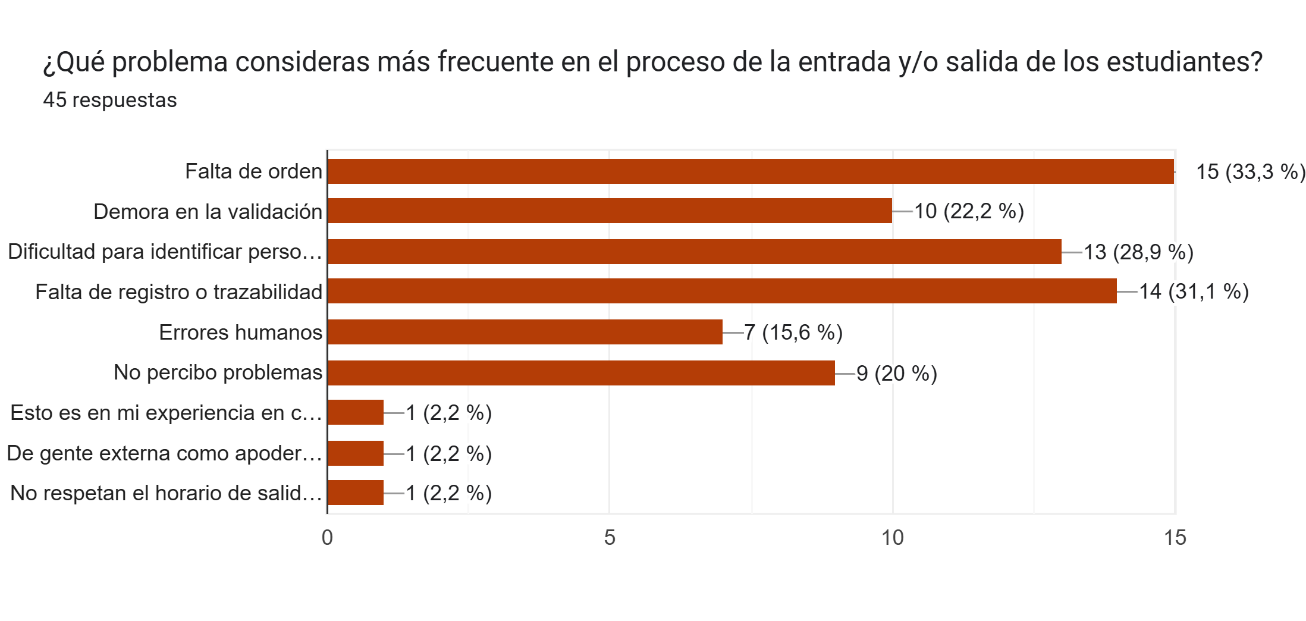 ¿Qué problema consideras más frecuente en el proceso de la entrada y/o salida de los estudiantes?
45 respuestas
Falta de orden 15 (33,3 %)
Demora en la validación 10 (22,2 %)
Dificultad para identificar perso… 13 (28,9 %)
Falta de registro o trazabilidad 14 (31,1 %)
Errores humanos 7 (15,6 %)
No percibo problemas 9 (20 %)
Esto es en mi experiencia en c… 1 (2,2 %)
De gente externa como apoder… 1 (2,2 %)
No respetan el horario de salid… 1 (2,2 %)
0 5 10 15